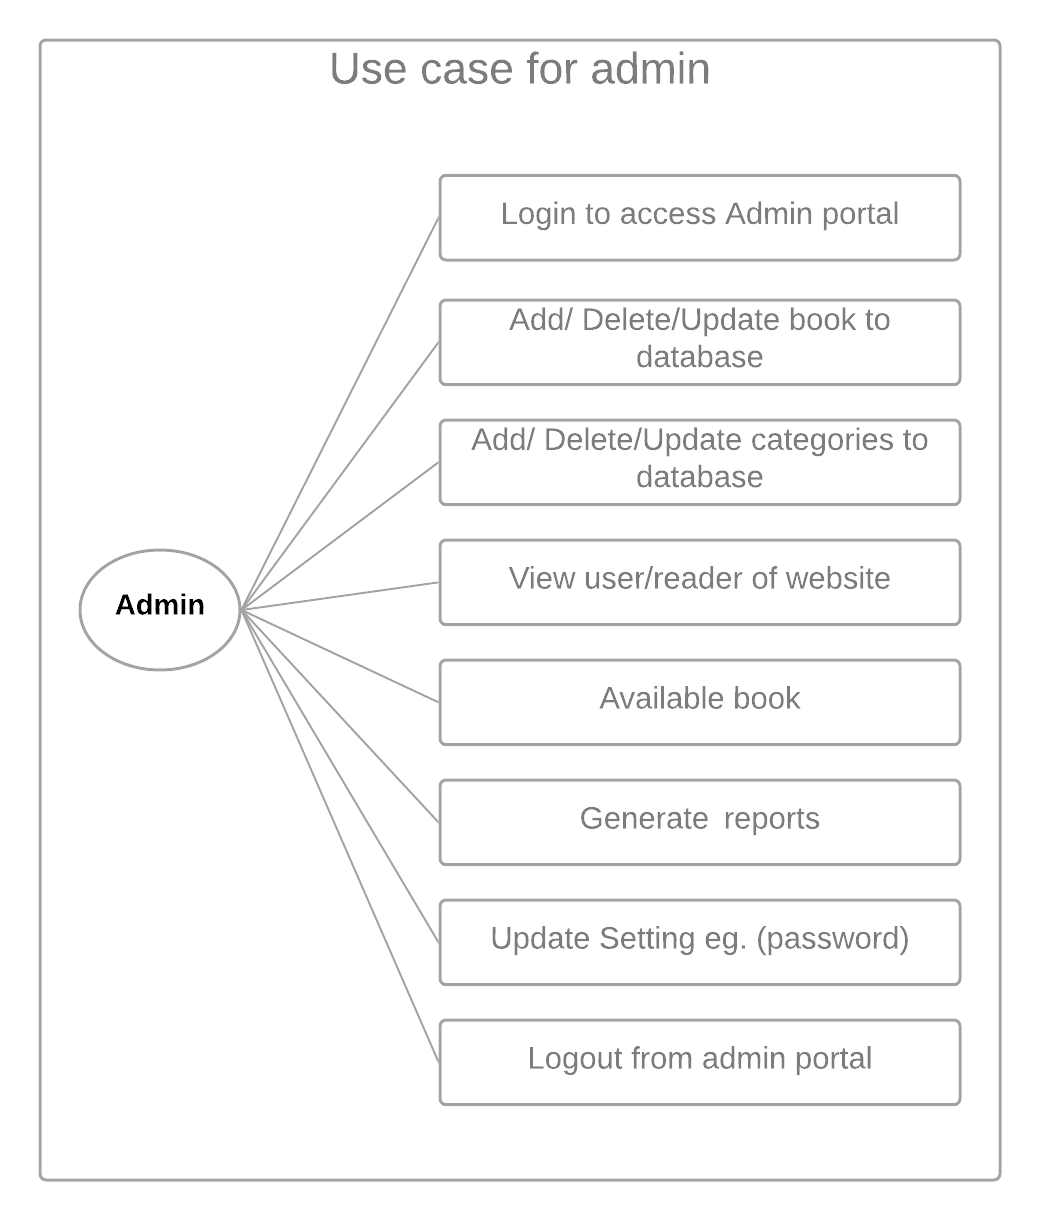 Use case for admin
Login to access Admin portal
Add/ Delete/Update book to
database
Add/ Delete/Update categories to
database
View user/reader of website
Admin
Available book
Generate  reports
Update Setting eg. (password)
Logout from admin portal